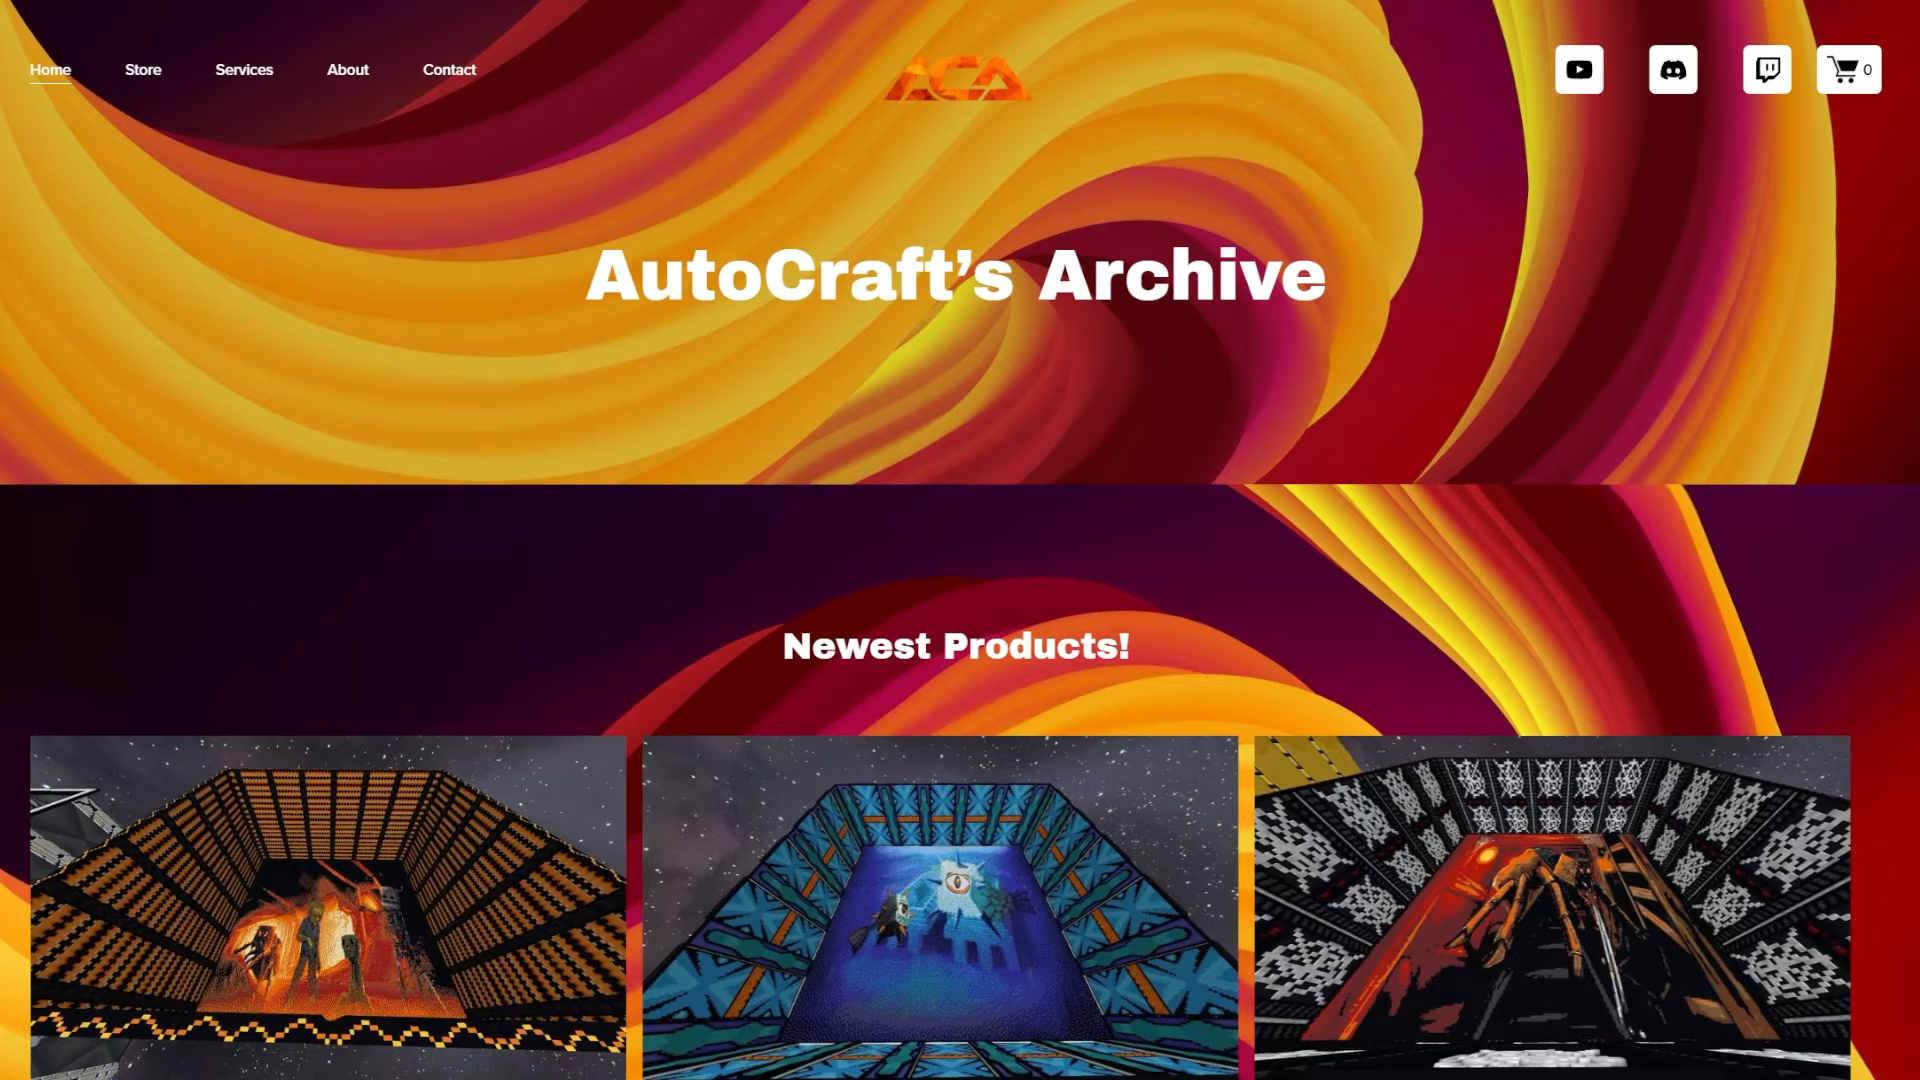 Home
Store
Services
About
Contact
ACA
0
AutoCraft’s Archive
Newest Products!